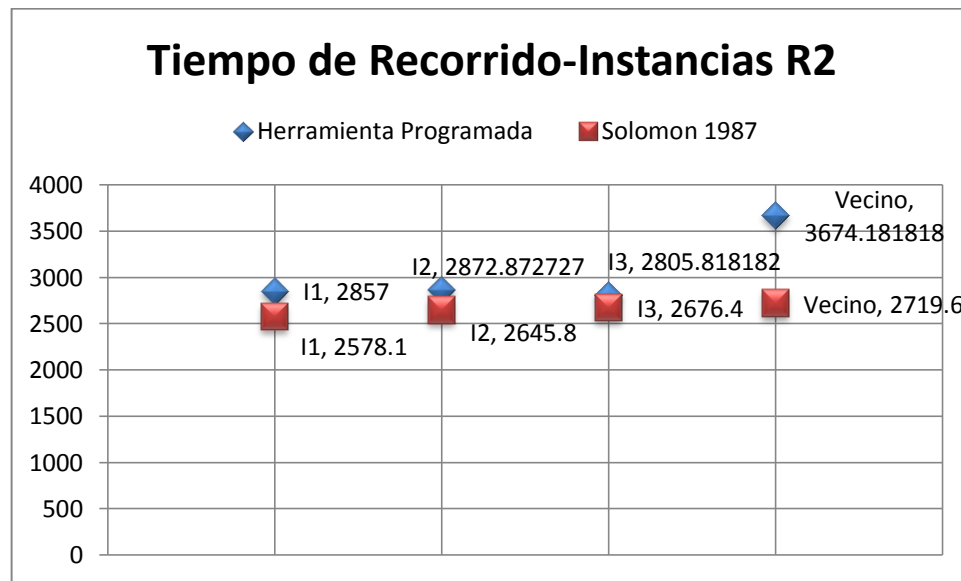 Tiempo de Recorrido-Instancias R2
Herramienta Programada
Solomon 1987
4000
3500
3000
2500
2000
1500
1000
500
0
I1, 2857
I2, 2872.872727
I3, 2805.818182
Vecino,
3674.181818
I1, 2578.1
I2, 2645.8
I3, 2676.4
Vecino, 2719.6